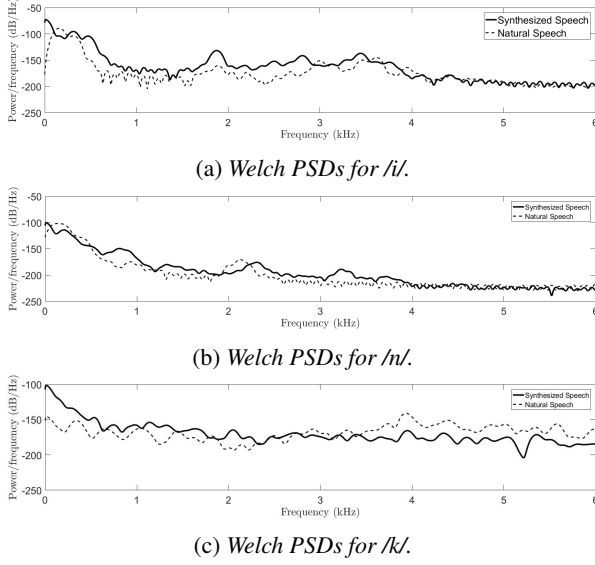 -50
-100
-150
-200
-250
Power/frequency (dB/Hz)
Synthesized Speech
Natural Speech
0 1 2 3 4 5 6
Frequency (kHz)
(a) Welch PSDs for /i/.
-50
-100
-150
-200
-250
Power/frequency (dB/Hz)
Synthesized Speech
Natural Speech
0 1 2 3 4 5 6
Frequency (kHz)
(b) Welch PSDs for /n/.
-100
-150
-200
-250
Power/frequency (dB/Hz)
Synthesized Speech
Natural Speech
0 1 2 3 4 5 6
Frequency (kHz)
(c) Welch PSDs for /k/.